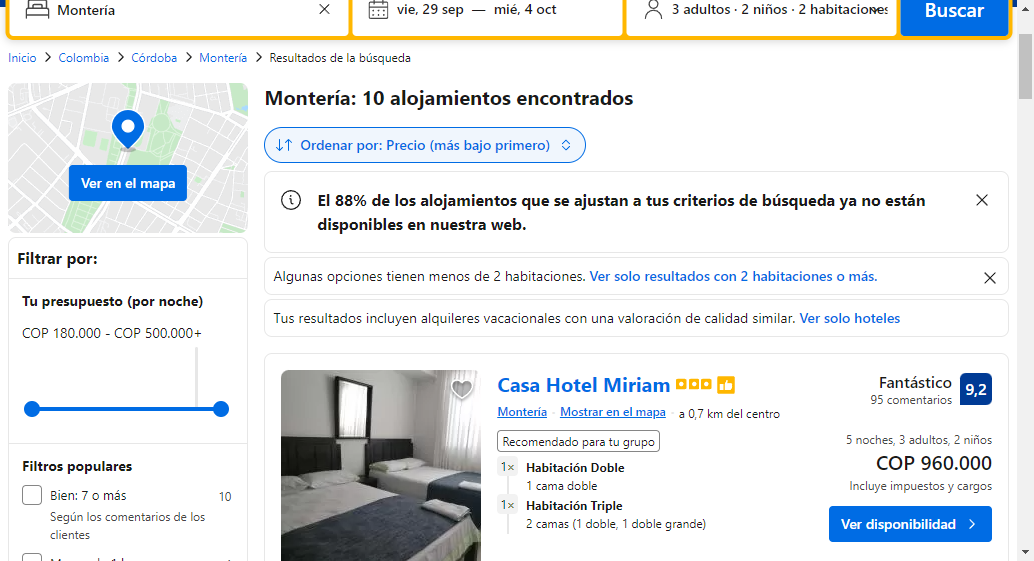 Montería
vie, 29 sep — mié, 4 oct
3 adultos · 2 niños · 2 habitaciones
Buscar
Inicio > Colombia > Córdoba > Montería > Resultados de la búsqueda
Ver en el mapa
Filtrar por:
Tu presupuesto (por noche)
COP 180.000 - COP 500.000+
Filtros populares
Bien: 7 o más 10
Según los comentarios de los
clientes
Montería: 10 alojamientos encontrados
Ordenar por: Precio (más bajo primero)
El 88% de los alojamientos que se ajustan a tus criterios de búsqueda ya no están
disponibles en nuestra web.
Algunas opciones tienen menos de 2 habitaciones. Ver solo resultados con 2 habitaciones o más.
Tus resultados incluyen alquileres vacacionales con una valoración de calidad similar. Ver solo hoteles
Casa Hotel Miriam
Montería · Mostrar en el mapa · a 0,7 km del centro
Recomendado para tu grupo
1× Habitación Doble
1 cama doble
1× Habitación Triple
2 camas (1 doble, 1 doble grande)
Fantástico
95 comentarios
9,2
5 noches, 3 adultos, 2 niños
COP 960.000
Incluye impuestos y cargos
Ver disponibilidad